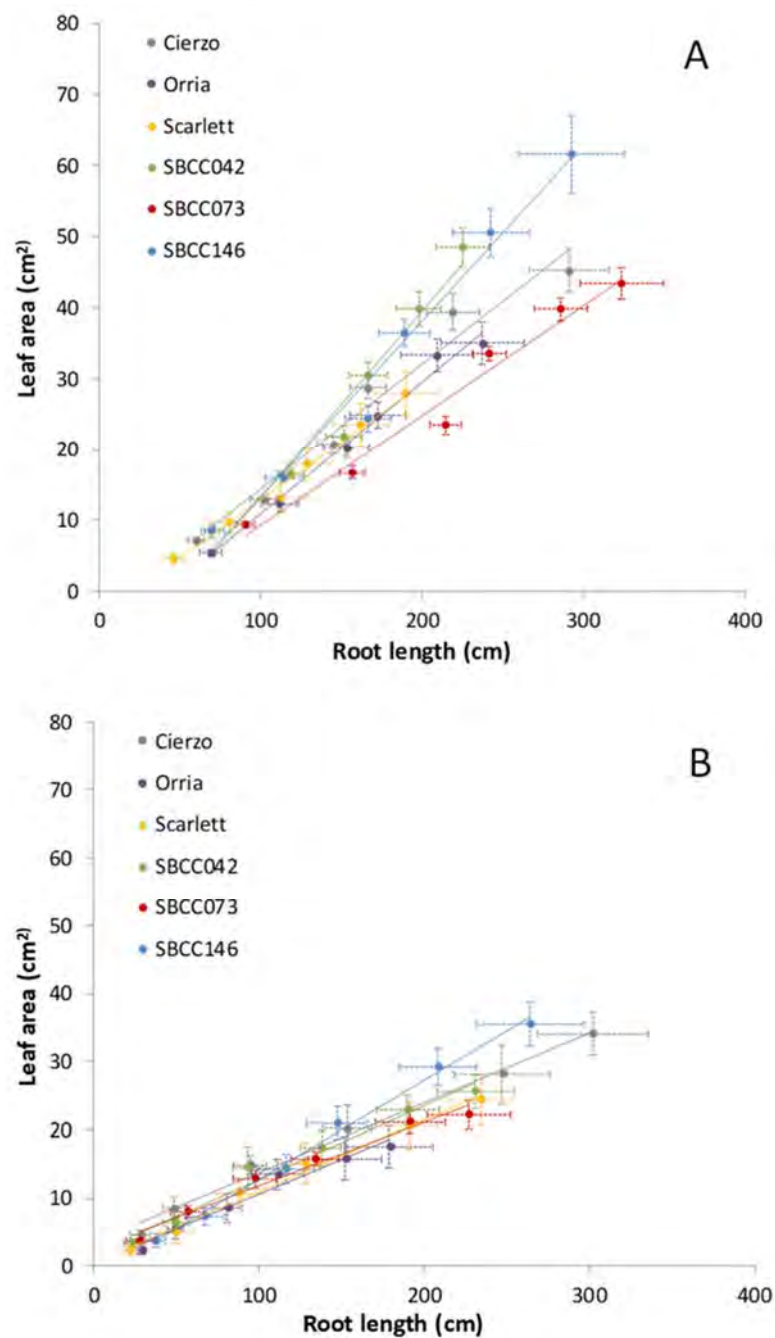 80
70
60
50
40
30
20
10
0
Leaf area (cm²)
Cierzo
Orria
Scarlett
SBCC042
SBCC073
SBCC146
A
0 100 200 300 400
Root length (cm)
80
70
60
50
40
30
20
10
0
Leaf area (cm²)
Cierzo
Orria
Scarlett
SBCC042
SBCC073
SBCC146
B
0 100 200 300 400
Root length (cm)